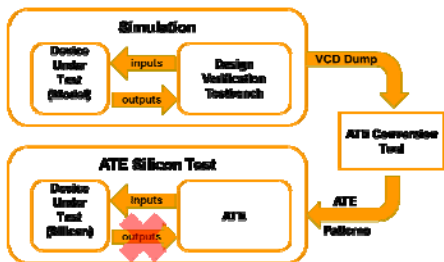 Simulation
Device
Under
Test
(Model)
inputs
outputs
Design
Verification
Testbench
VCD Dump
ATE Conversion
Tool
ATE Silicon Test
Device
Under
Test
(Silicon)
inputs
outputs
ATE
ATE
Patterns